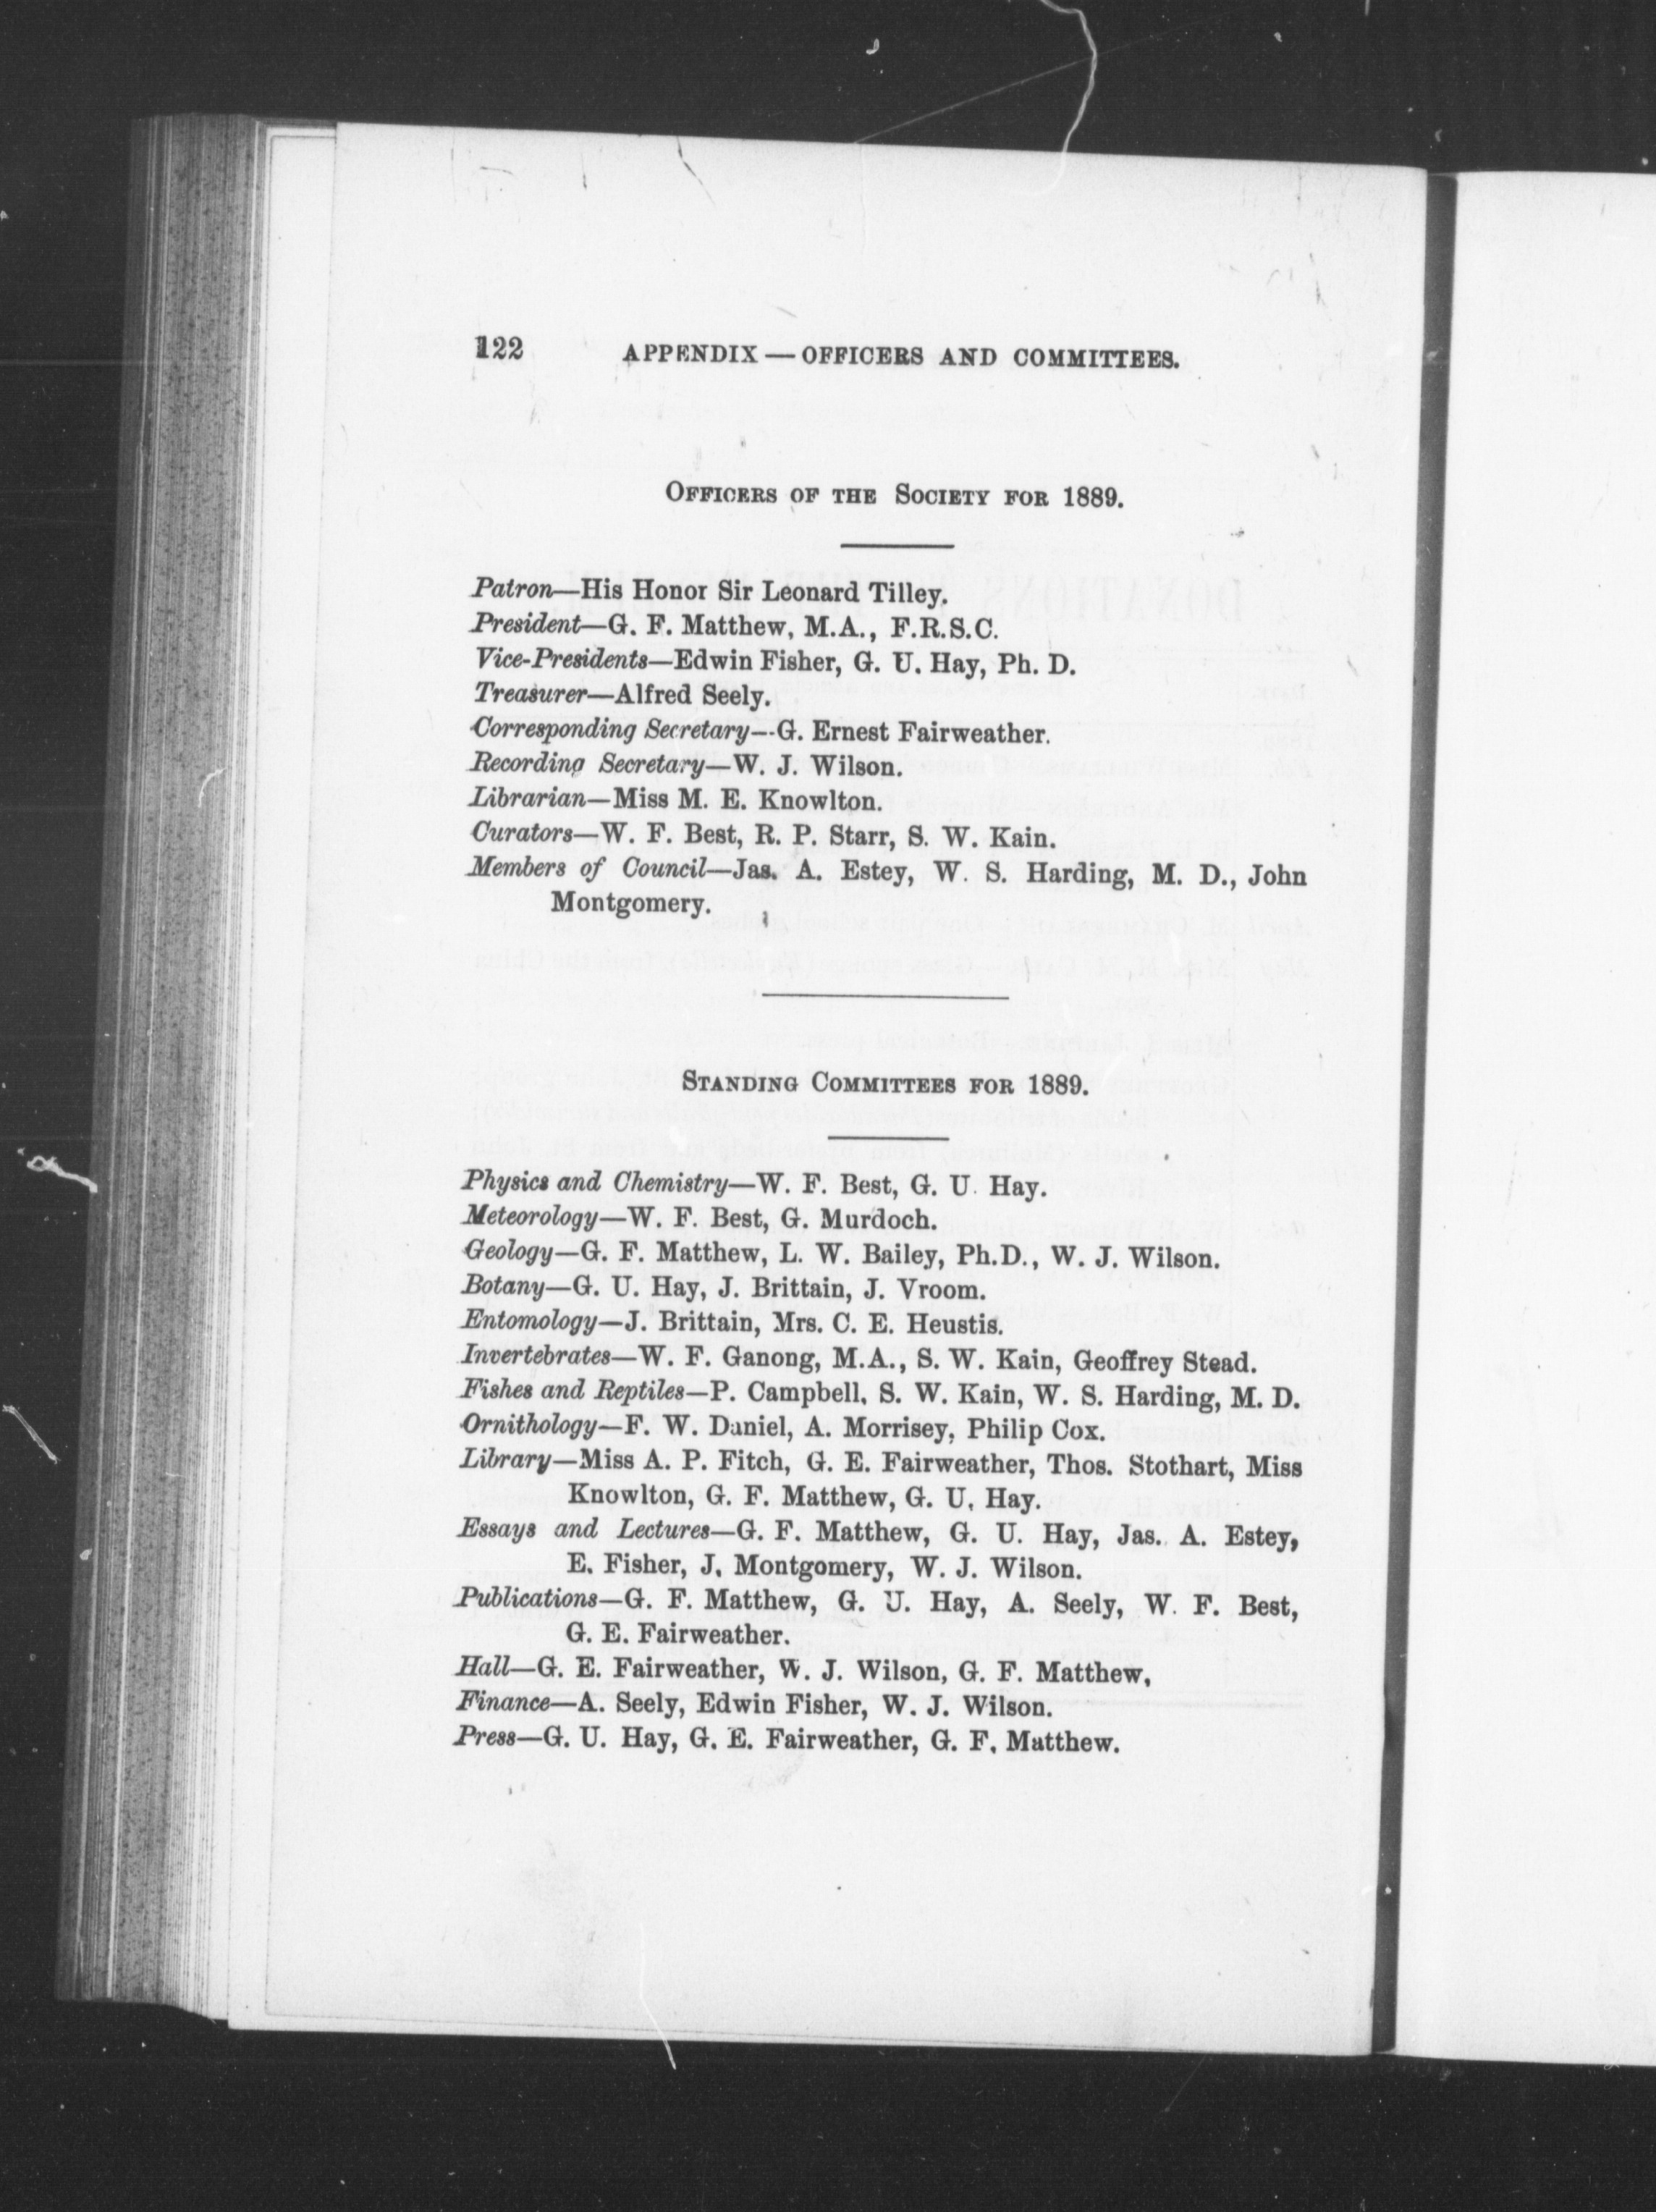 122 APPENDIX — OFFICERS AND COMMITTEES.
OFFICERS OF THE SOCIETY FOR 1889.
Patron—His Honor Sir Leonard Tilley.
President—G. F. Matthew, M.A., F.R.S.C.
Vice-Presidents—Edwin Fisher, G. U. Hay, Ph. D.
Treasurer—Alfred Seely.
Corresponding Secretary—G. Ernest Fairweather.
Recording Secretary—W. J. Wilson.
Librarian—Miss M. E. Knowlton.
Curators—W. F. Best, R. P. Starr, S. W. Kain.
Members of Council—Jas. A. Estey, W. S. Harding, M. D., John
Montgomery.
STANDING COMMITTEES FOR 1889.
Physics and Chemistry—W. F. Best, G. U. Hay.
Meteorology—W. F. Best, G. Murdoch.
Geology—G. F. Matthew, L. W. Bailey, Ph.D., W. J. Wilson.
Botany—G. U. Hay, J. Brittain, J. Vroom.
Entomology—J. Brittain, Mrs. C. E. Heustis.
Invertebrates—W. F. Ganong, M.A., S. W. Kain, Geoffrey Stead.
Fishes and Reptiles—P. Campbell, S. W. Kain, W. S. Harding, M. D.
Ornithology—F. W. Daniel, A. Morrisey, Philip Cox.
Library—Miss A. P. Fitch, G. E. Fairweather, Thos. Stothart, Miss
Knowlton, G. F. Matthew, G. U. Hay.
Essays and Lectures—G. F. Matthew, G. U. Hay, Jas. A. Estey,
E. Fisher, J. Montgomery, W. J. Wilson.
Publications—G. F. Matthew, G. U. Hay, A. Seely, W. F. Best,
G. E. Fairweather.
Hall—G. E. Fairweather, W. J. Wilson, G. F. Matthew,
Finance—A. Seely, Edwin Fisher, W. J. Wilson.
Press—G. U. Hay, G. E. Fairweather, G. F. Matthew.